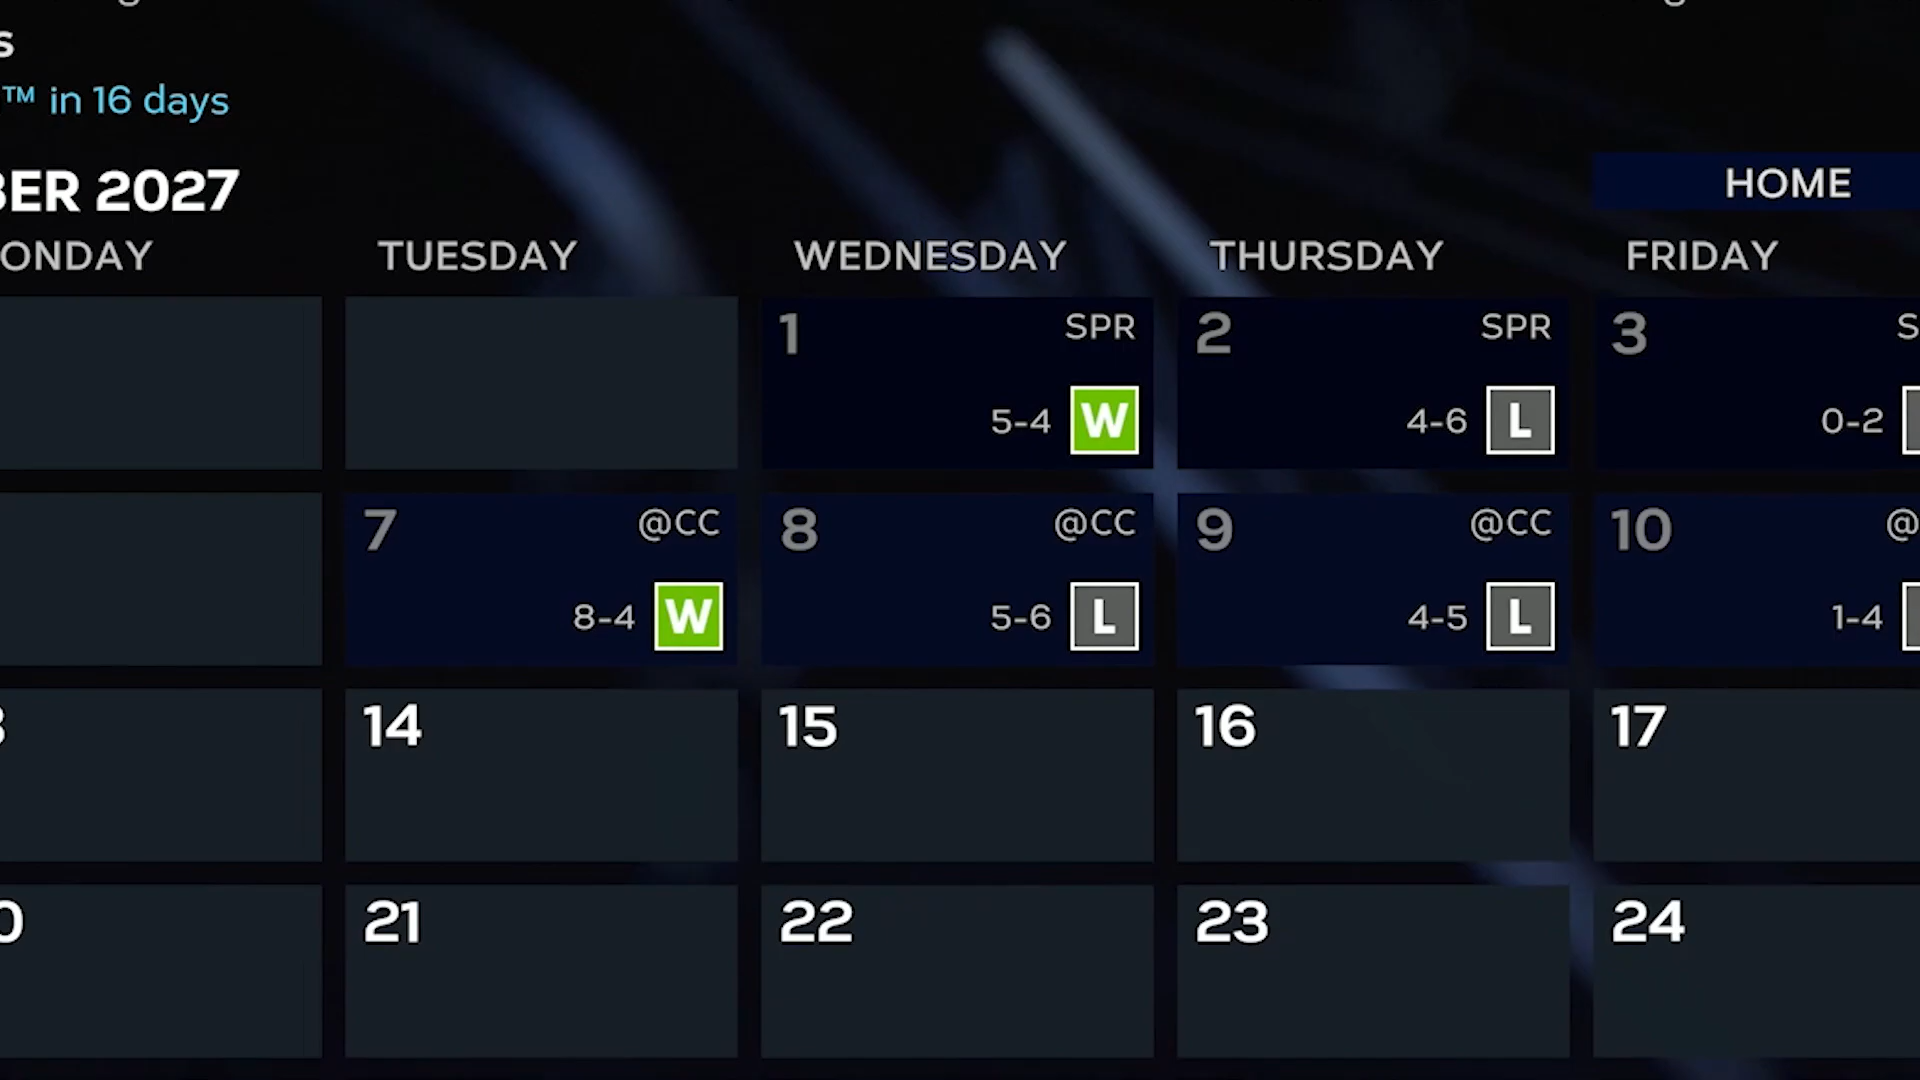 ™ in 16 days
BER 2027
HOME
ONDAY TUESDAY WEDNESDAY THURSDAY FRIDAY
1 SPR 2 SPR 3 S
5-4 W 4-6 L 0-2
7 @CC 8 @CC 9 @CC 10 @
8-4 W 5-6 L 4-5 L 1-4
14 15 16 17
0 21 22 23 24